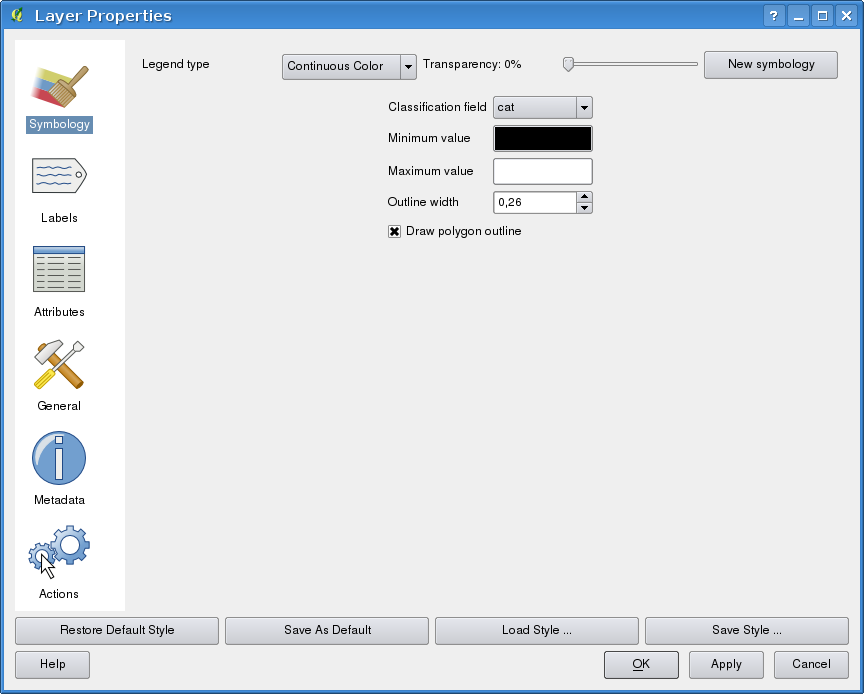 Layer Properties
?
Legend type
Continuous Color
Transparency: 0%
New symbology
Classification field
cat
Minimum value
Maximum value
Outline width
0,26
Draw polygon outline
Symbology
Labels
Attributes
General
Metadata
Actions
Restore Default Style
Save As Default
Load Style ...
Save Style ...
Help
OK
Apply
Cancel